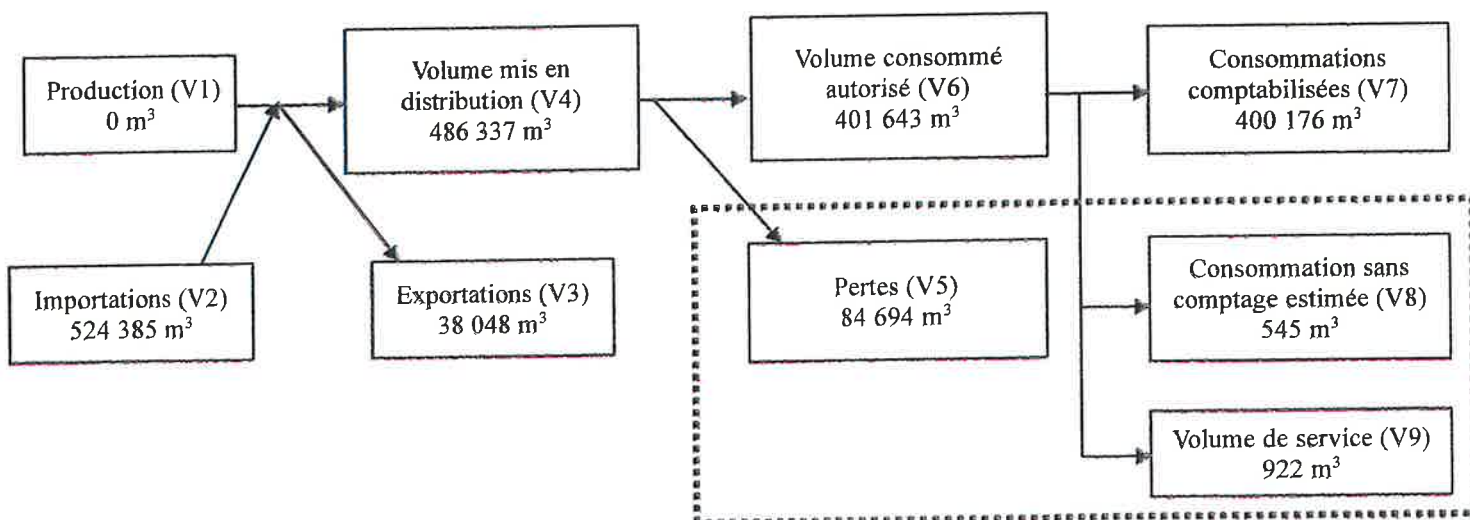 Production (V1)
0 m³
Volume mis en
distribution (V4)
486 337 m³
Volume consommé
autorisé (V6)
401 643 m³
Consommations
comptabilisées (V7)
400 176 m³
Importations (V2)
524 385 m³
Exportations (V3)
38 048 m³
Pertes (V5)
84 694 m³
Consommation sans
comptage estimée (V8)
545 m³
Volume de service (V9)
922 m³